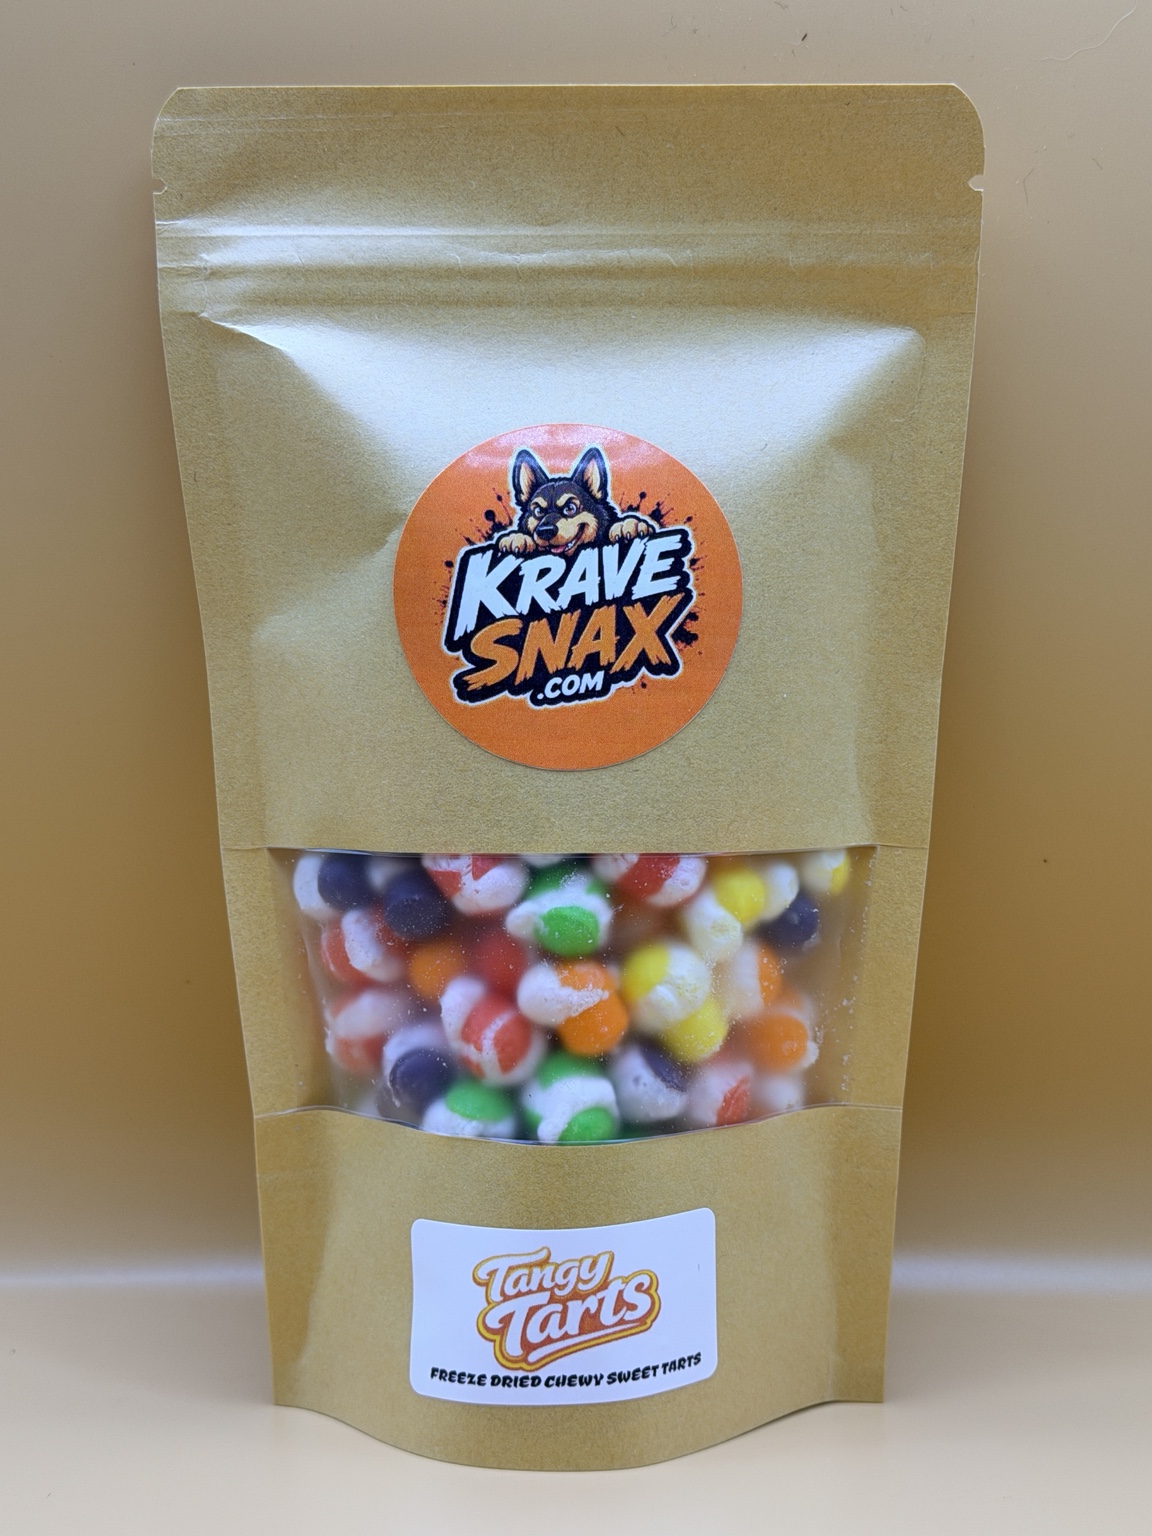 KRAVE
SNAX
.COM
Tangy
Tarts
FREEZE DRIED CHEWY SWEET TARTS